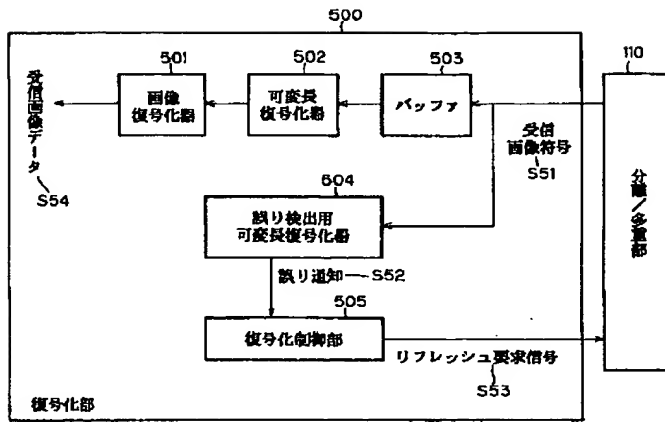 500
501
502
503
110
画像
復号化器
可変長
復号化器
バッファ
受信画像データ
S54
受信
画像符号
S51
分離/多重部
504
誤り検出用
可変長復号化器
誤り通知
S52
505
復号化制御部
リフレッシュ要求信号
S53
復号化部